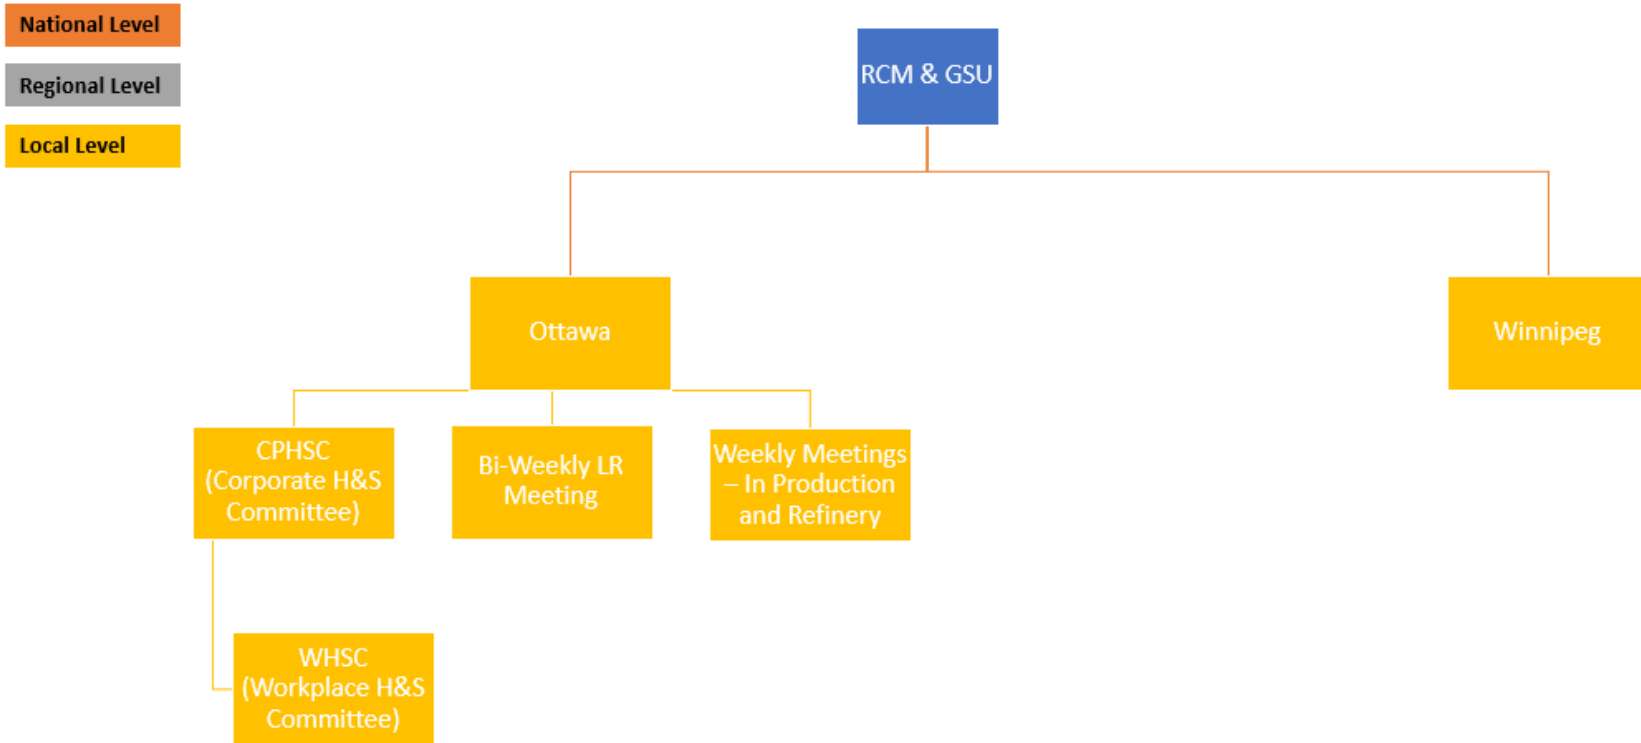 National Level
Regional Level
Local Level
RCM & GSU
Ottawa
Winnipeg
CPHSC
(Corporate H&S
Committee)
Bi-Weekly LR
Meeting
Weekly Meetings
– In Production
and Refinery
WHSC
(Workplace H&S
Committee)